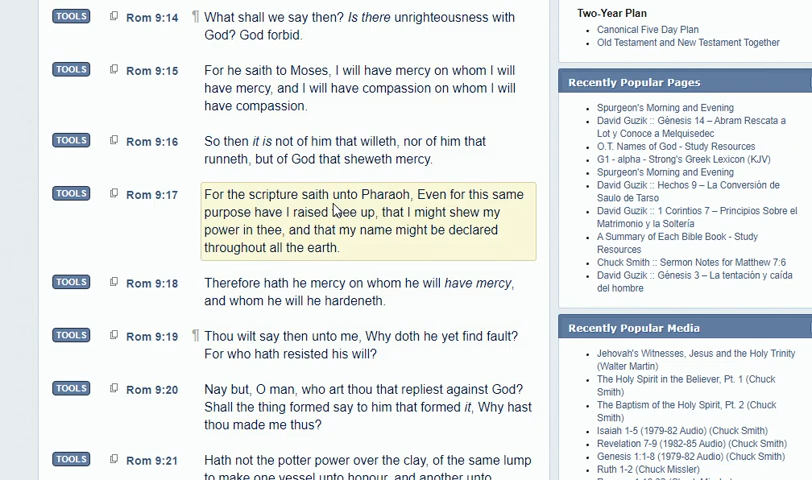 TOOLS Rom 9:14 ¶ What shall we say then? Is there unrighteousness with
God? God forbid.
TOOLS Rom 9:15 For he saith to Moses, I will have mercy on whom I will
have mercy, and I will have compassion on whom I will
have compassion.
TOOLS Rom 9:16 So then it is not of him that willeth, nor of him that
runneth, but of God that sheweth mercy.
TOOLS Rom 9:17 For the scripture saith unto Pharaoh, Even for this same
purpose have I raised thee up, that I might shew my
power in thee, and that my name might be declared
throughout all the earth.
TOOLS Rom 9:18 Therefore hath he mercy on whom he will have mercy,
and whom he will he hardeneth.
TOOLS Rom 9:19 ¶ Thou wilt say then unto me, Why doth he yet find fault?
For who hath resisted his will?
TOOLS Rom 9:20 Nay but, O man, who art thou that repliest against God?
Shall the thing formed say to him that formed it, Why hast
thou made me thus?
TOOLS Rom 9:21 Hath not the potter power over the clay, of the same lump
to make one vessel unto honour, and another unto
Two-Year Plan
Canonical Five Day Plan
Old Testament and New Testament Together
Recently Popular Pages
Spurgeon's Morning and Evening
David Guzik :: Génesis 14 – Abram Rescata a
Lot y Conoce a Melquisedec
O.T. Names of God - Study Resources
G1 - alpha - Strong's Greek Lexicon (KJV)
Spurgeon's Morning and Evening
David Guzik :: Hechos 9 – La Conversión de
Saulo de Tarso
David Guzik :: 1 Corintios 7 – Principios Sobre el
Matrimonio y la Soltería
A Summary of Each Bible Book - Study
Resources
Chuck Smith :: Sermon Notes for Matthew 7:6
David Guzik :: Génesis 3 – La tentación y caída
del hombre
Recently Popular Media
Jehovah's Witnesses, Jesus and the Holy Trinity
(Walter Martin)
The Holy Spirit in the Believer, Pt. 1 (Chuck
Smith)
The Baptism of the Holy Spirit, Pt. 2 (Chuck
Smith)
Isaiah 1-5 (1979-82 Audio) (Chuck Smith)
Revelation 7-9 (1982-85 Audio) (Chuck Smith)
Genesis 1:1-8 (1979-82 Audio) (Chuck Smith)
Ruth 1-2 (Chuck Missler)